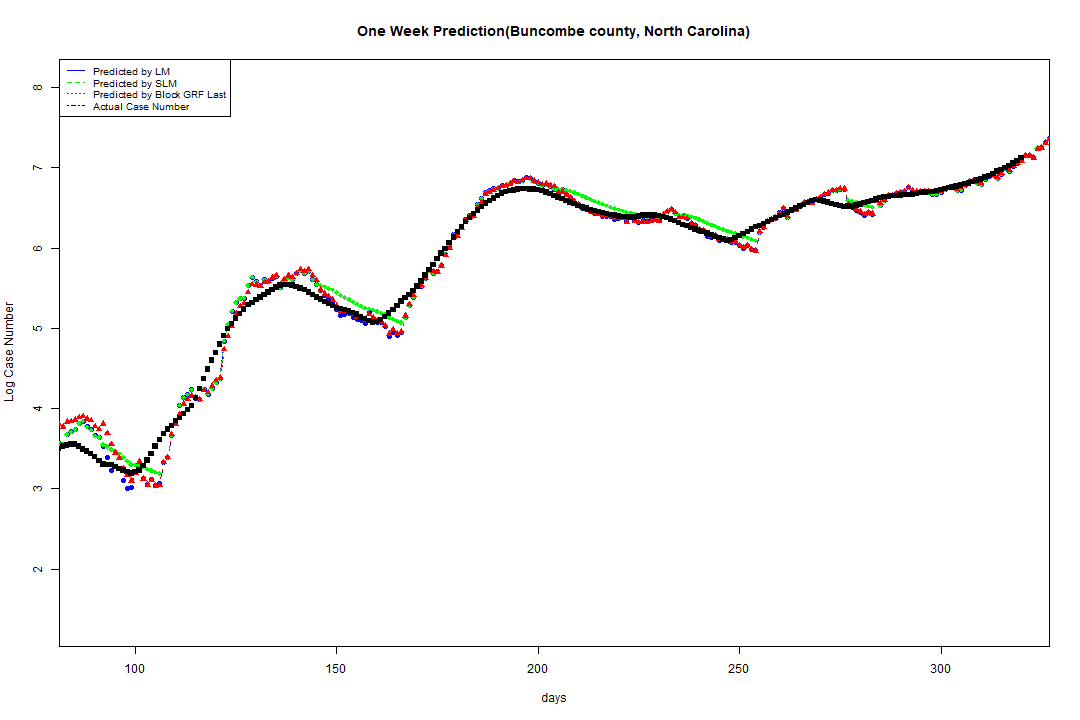 One Week Prediction(Buncombe county, North Carolina)
Predicted by LM
Predicted by SLM
Predicted by Block GRF Last
Actual Case Number
8
7
6
5
4
3
2
Log Case Number
100 150 200 250 300
days